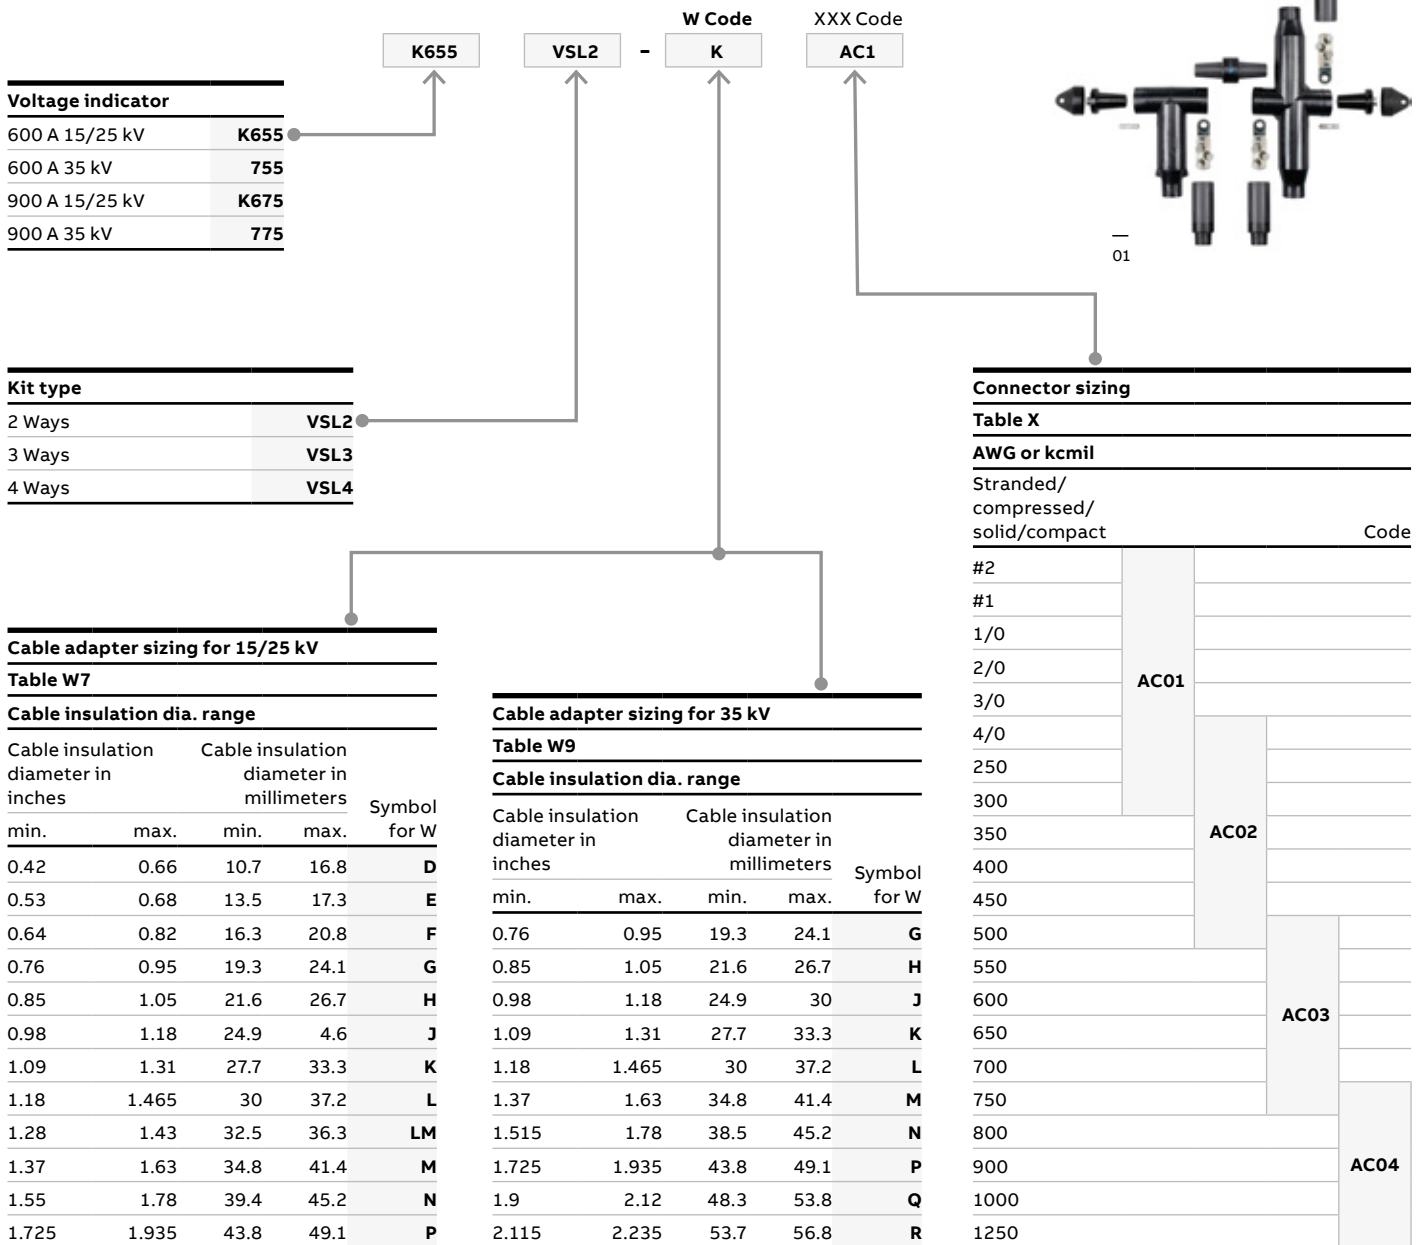 W Code XXX Code
K655 VSL2 – K AC1
Voltage indicator
600 A 15/25 kV K655
600 A 35 kV 755
900 A 15/25 kV K675
900 A 35 kV 775
—
01
Kit type
2 Ways VSL2
3 Ways VSL3
4 Ways VSL4
Cable adapter sizing for 15/25 kV
Table W7
Cable insulation dia. range
Cable insulation Cable insulation
diameter in diameter in
inches millimeters Symbol
min. max. min. max. for W
0.42 0.66 10.7 16.8 D
0.53 0.68 13.5 17.3 E
0.64 0.82 16.3 20.8 F
0.76 0.95 19.3 24.1 G
0.85 1.05 21.6 26.7 H
0.98 1.18 24.9 4.6 J
1.09 1.31 27.7 33.3 K
1.18 1.465 30 37.2 L
1.28 1.43 32.5 36.3 LM
1.37 1.63 34.8 41.4 M
1.55 1.78 39.4 45.2 N
1.725 1.935 43.8 49.1 P
Cable adapter sizing for 35 kV
Table W9
Cable insulation dia. range
Cable insulation Cable insulation
diameter in diameter in
inches millimeters Symbol
min. max. min. max. for W
0.76 0.95 19.3 24.1 G
0.85 1.05 21.6 26.7 H
0.98 1.18 24.9 30 J
1.09 1.31 27.7 33.3 K
1.18 1.465 30 37.2 L
1.37 1.63 34.8 41.4 M
1.515 1.78 38.5 45.2 N
1.725 1.935 43.8 49.1 P
1.9 2.12 48.3 53.8 Q
2.115 2.235 53.7 56.8 R
Connector sizing
Table X
AWG or kcmil
Stranded/
compressed/
solid/compact Code
#2
#1
1/0
2/0
3/0 AC01
4/0
250
300
350 AC02
400
450
500
550
600
650 AC03
700
750
800
900 AC04
1000
1250